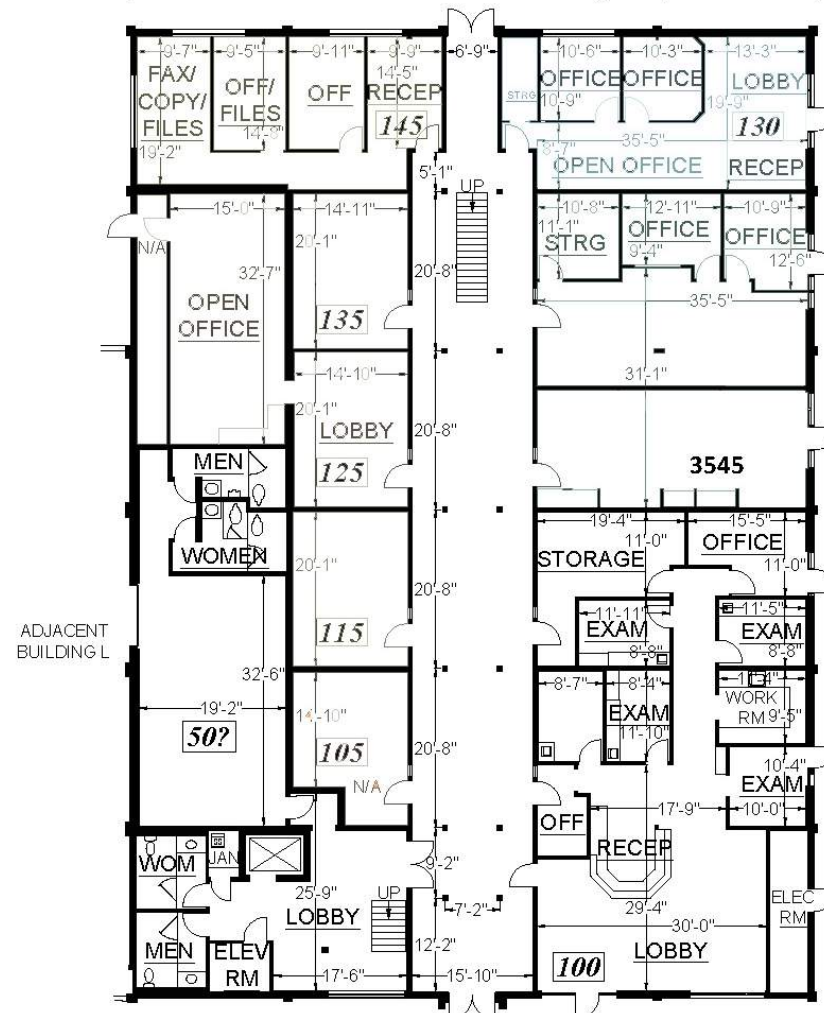 9'-7"
9'-5"
9'-11"
9'-9"
6'-9"
10'-6"
10'-3"
13'-3"
FAX/
COPY/
FILES
OFF/
FILES
OFF
14'-5"
RECEP
145
STRG
OFFICE
OFFICE
LOBBY
10'-9"
19'-9"
130
14'-8"
19'-2"
35'-5"
8'-7"
OPEN OFFICE
RECEP
5'-1"
UP
15'-0"
14'-11"
10'-8"
12'-11"
10'-9"
11'-1"
STRG
OFFICE
9'-4"
OFFICE
12'-6"
N/A
20'-1"
32'-7"
20'-8"
OPEN
OFFICE
135
35'-5"
31'-1"
14'-10"
20'-1"
LOBBY
125
20'-8"
3545
MEN
WOMEN
19'-4"
15'-5"
11'-0"
OFFICE
STORAGE
11'-0"
20'-1"
20'-8"
115
11'-11"
EXAM
8'-8"
11'-5"
EXAM
8'-8"
ADJACENT
BUILDING L
32'-6"
19'-2"
50?
14'-10"
105
N/A
20'-8"
8'-7"
8'-4"
EXAM
11'-10"
WORK
RM
9'-5"
10'-4"
EXAM
10'-0"
17'-9"
OFF
RECEP
WOM
JAN
9'-2"
25'-9"
UP
LOBBY
7'-2"
29'-4"
30'-0"
ELEC
RM
MEN
ELEV
RM
12'-2"
17'-6"
15'-10"
100
LOBBY